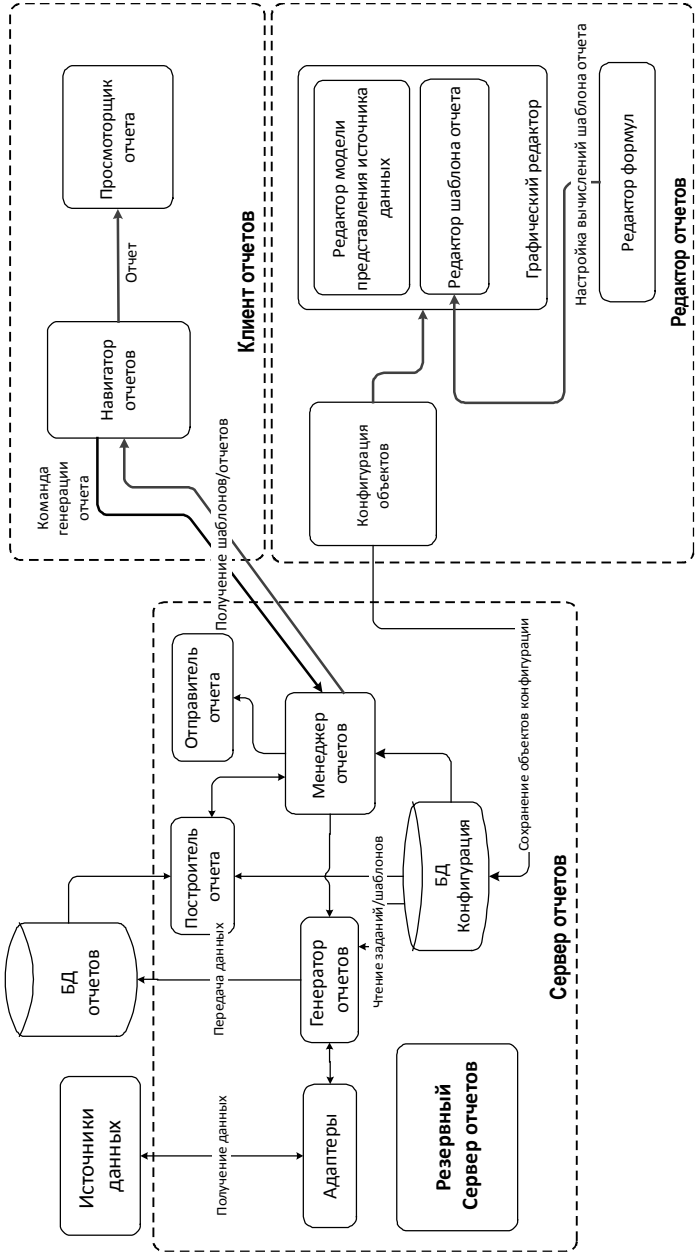 Источники
данных
БД
отчетов
Получение данных
Передача данных
Адаптеры
Генератор
отчетов
Построитель
отчета
Отправитель
отчета
Менеджер
отчетов
Чтение заданий/шаблонов
БД
Конфигурация
Резервный
Сервер отчетов
Сервер отчетов
Сохранение объектов конфигурации
Команда
генерации
отчета
Получение шаблонов/отчетов
Навигатор
отчетов
Отчет
Просмоторщик
отчета
Клиент отчетов
Конфигурация
объектов
Редактор модели
представления источника
данных
Редактор шаблона отчета
Графический редактор
Настройка вычислений шаблона отчета
Редактор формул
Редактор отчетов